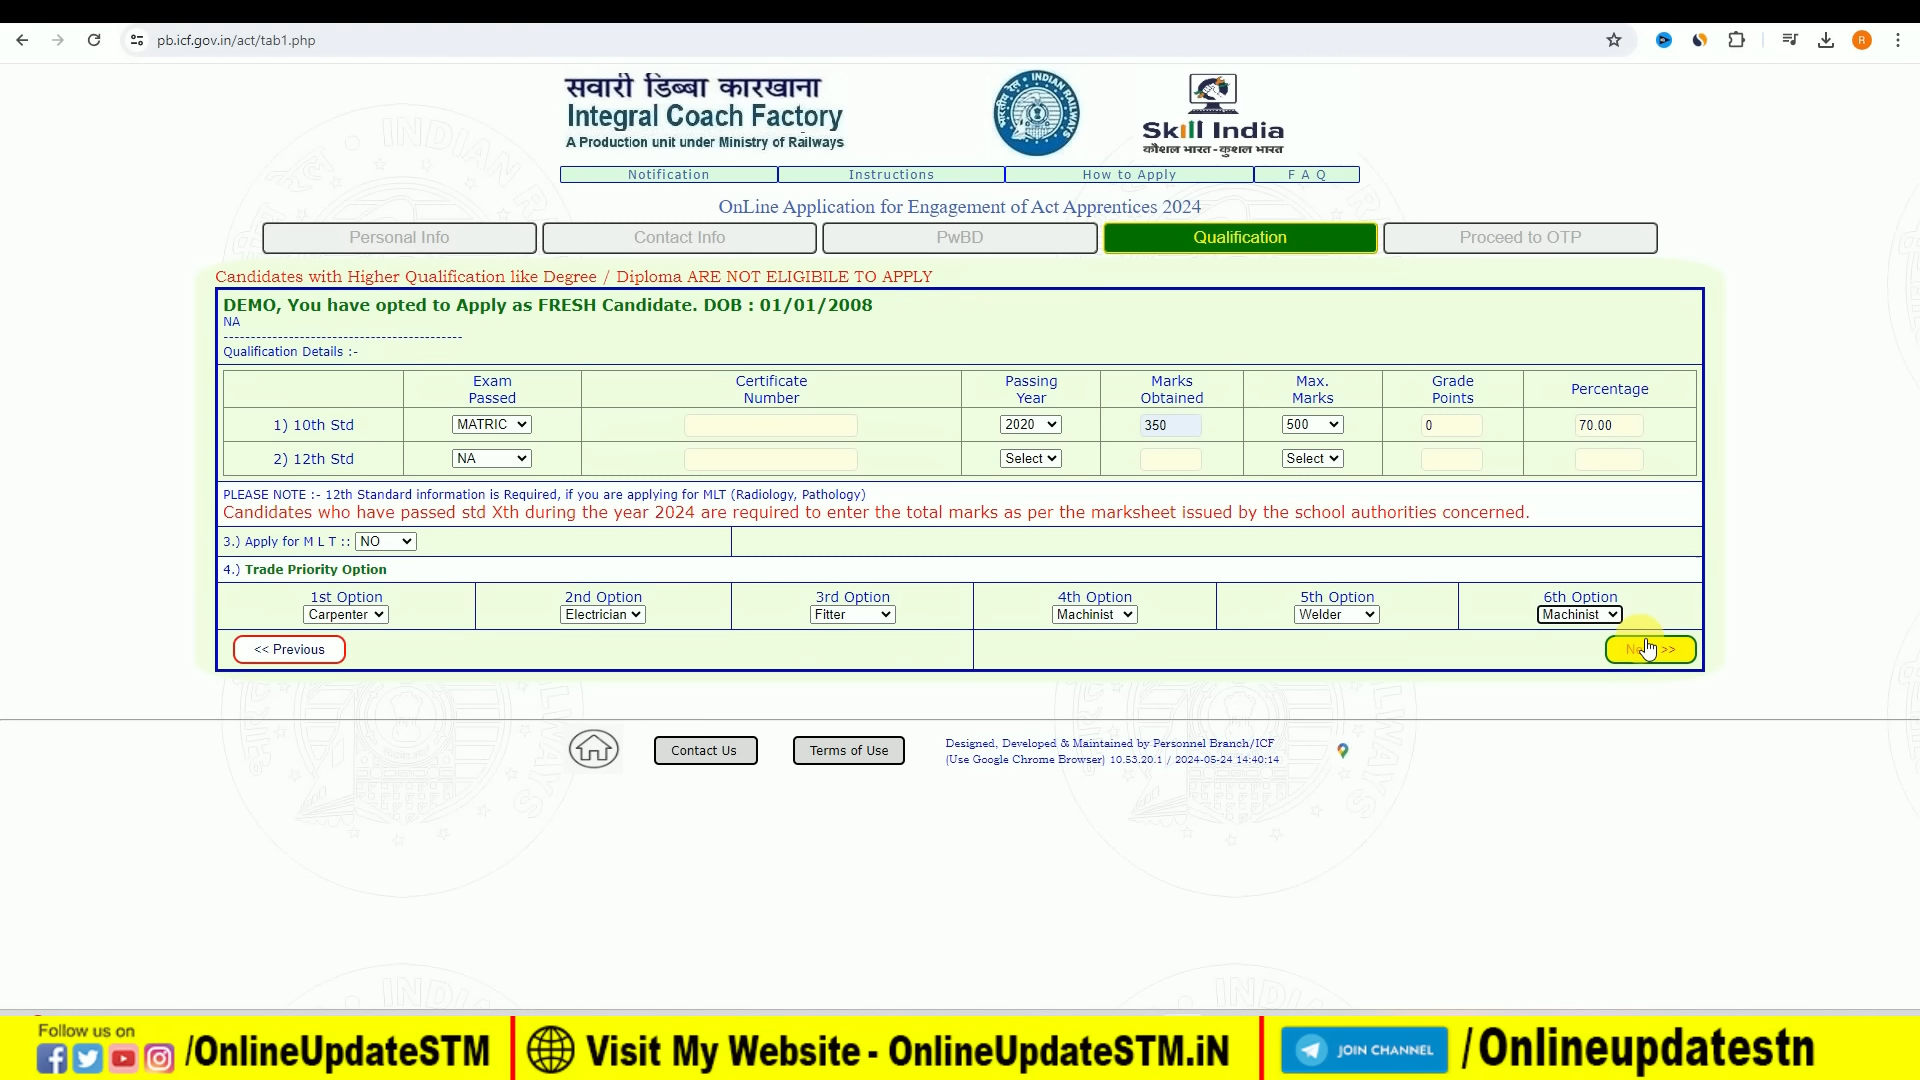 pb.icf.gov.in/act/tab1.php
R
सवारी डिब्बा कारखाना
Integral Coach Factory
A Production unit under Ministry of Railways
INDIAN RAILWAYS
Skill India
कौशल भारत-कुशल भारत
Notification
Instructions
How to Apply
F A Q
OnLine Application for Engagement of Act Apprentices 2024
Personal Info
Contact Info
PwBD
Qualification
Proceed to OTP
Candidates with Higher Qualification like Degree / Diploma ARE NOT ELIGIBILE TO APPLY
DEMO, You have opted to Apply as FRESH Candidate. DOB : 01/01/2008
NA
--------------------------------------------
Qualification Details :-
Exam Passed
Certificate Number
Passing Year
Marks Obtained
Max. Marks
Grade Points
Percentage
1) 10th Std MATRIC 2020 350 500 0 70.00
2) 12th Std NA Select Select
PLEASE NOTE :- 12th Standard information is Required, if you are applying for MLT (Radiology, Pathology)
Candidates who have passed std Xth during the year 2024 are required to enter the total marks as per the marksheet issued by the school authorities concerned.
3.) Apply for M L T :: NO
4.) Trade Priority Option
1st Option
Carpenter
2nd Option
Electrician
3rd Option
Fitter
4th Option
Machinist
5th Option
Welder
6th Option
Machinist
<< Previous
>>
Contact Us
Terms of Use
Designed, Developed & Maintained by Personnel Branch/ICF
(Use Google Chrome Browser) 10.53.20.1 / 2024-05-24 14:40:14
Follow us on
/OnlineUpdateSTM
Visit My Website - OnlineUpdateSTM.iN
JOIN CHANNEL
/Onlineupdatestn